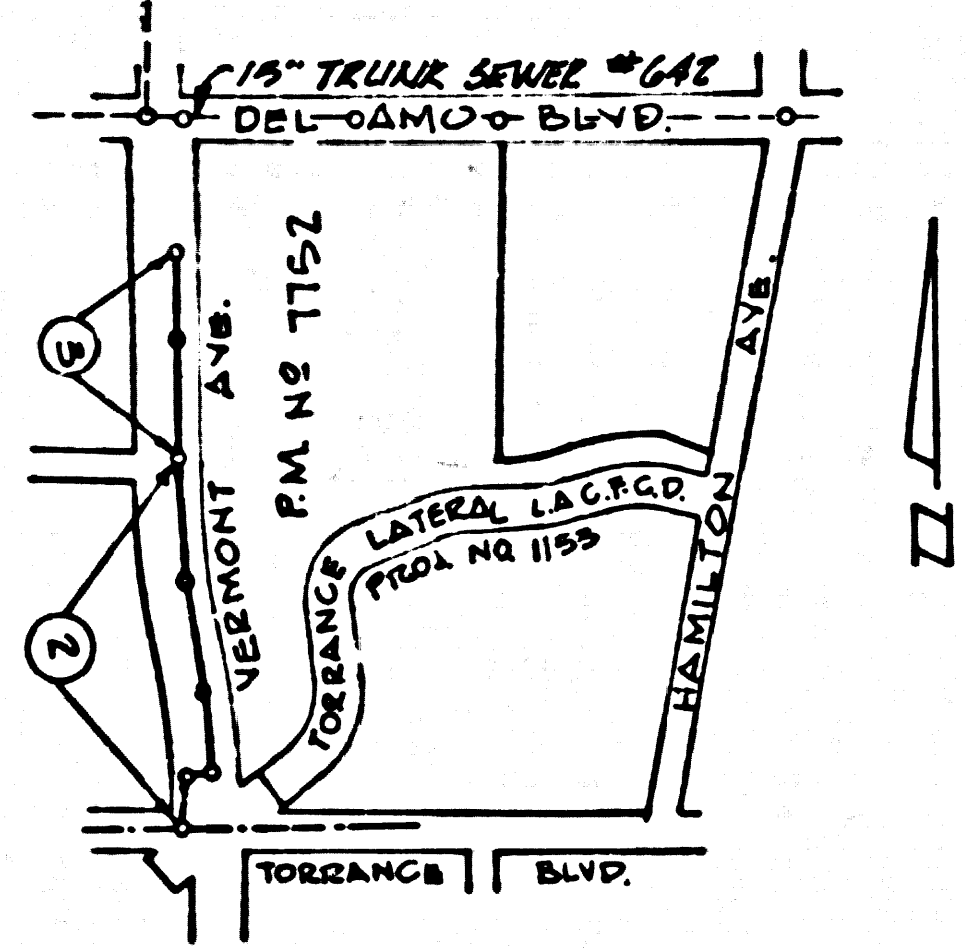 15" TRUNK SEWER #642
DEL AMO BLVD.
P.M. Nº 7752
VERMONT AVE.
HAMILTON AVE.
3
2
TORRANCE LATERAL L.A.C.F.C.D.
PROJ. NO. 1153
N
TORRANCE BLVD.